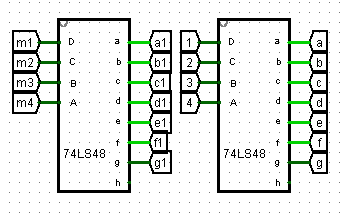 m1 D a a1 1 D a a
m2 C b b1 2 C b b
m3 B c c1 3 B c c
m4 A d d1 4 A d d
e e1 e e
f f1 f f
74LS48 g g1 74LS48 g g
h h